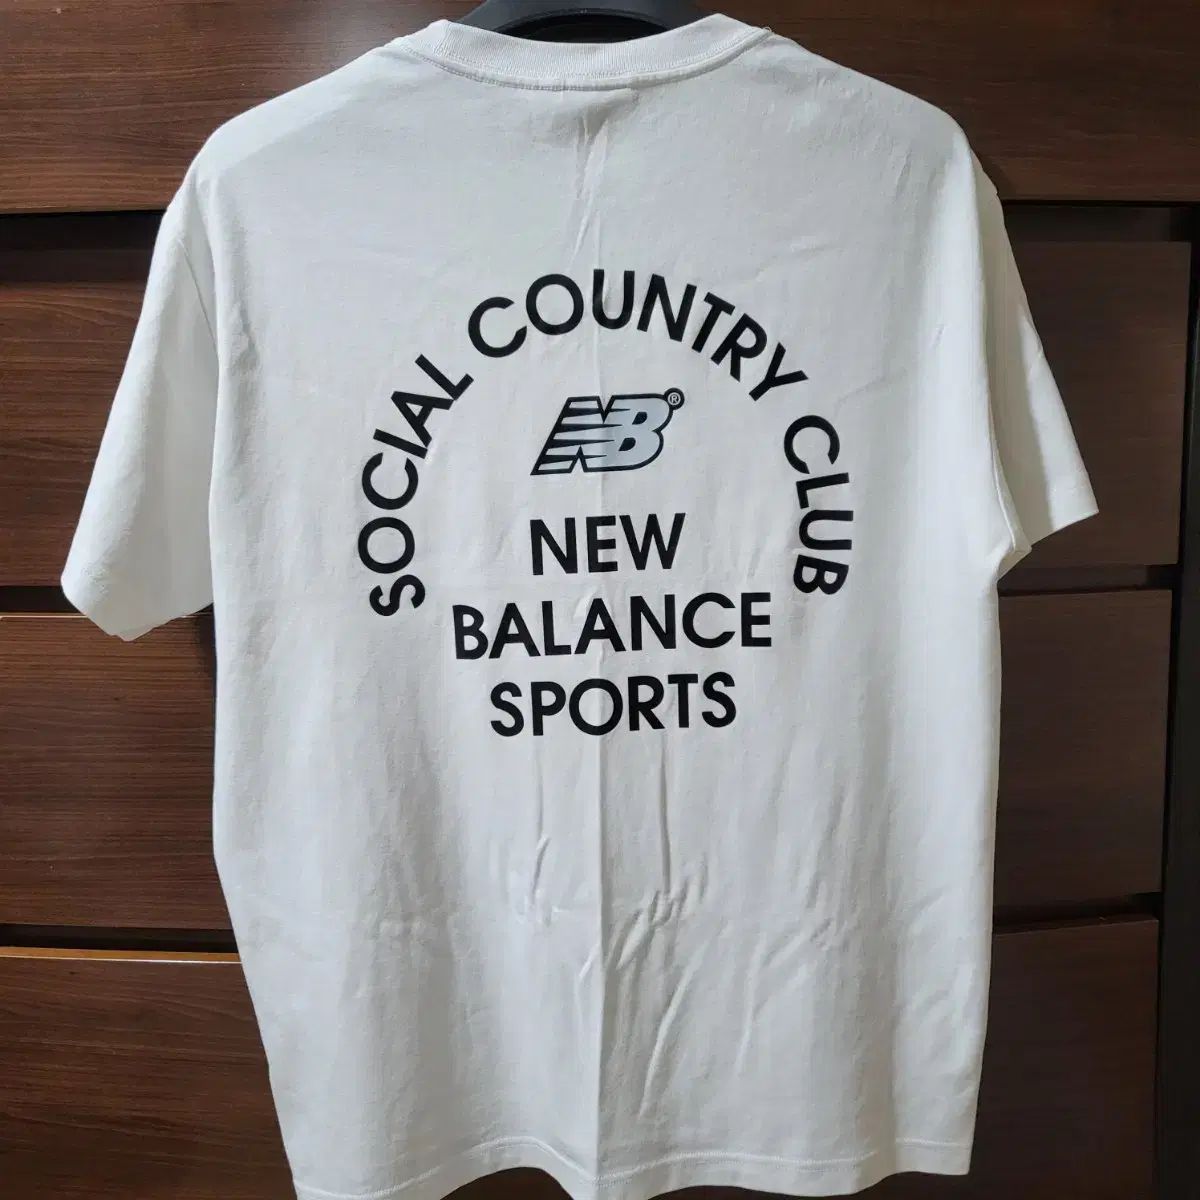 SOCIAL COUNTRY CLUB
NB®
NEW
BALANCE
SPORTS